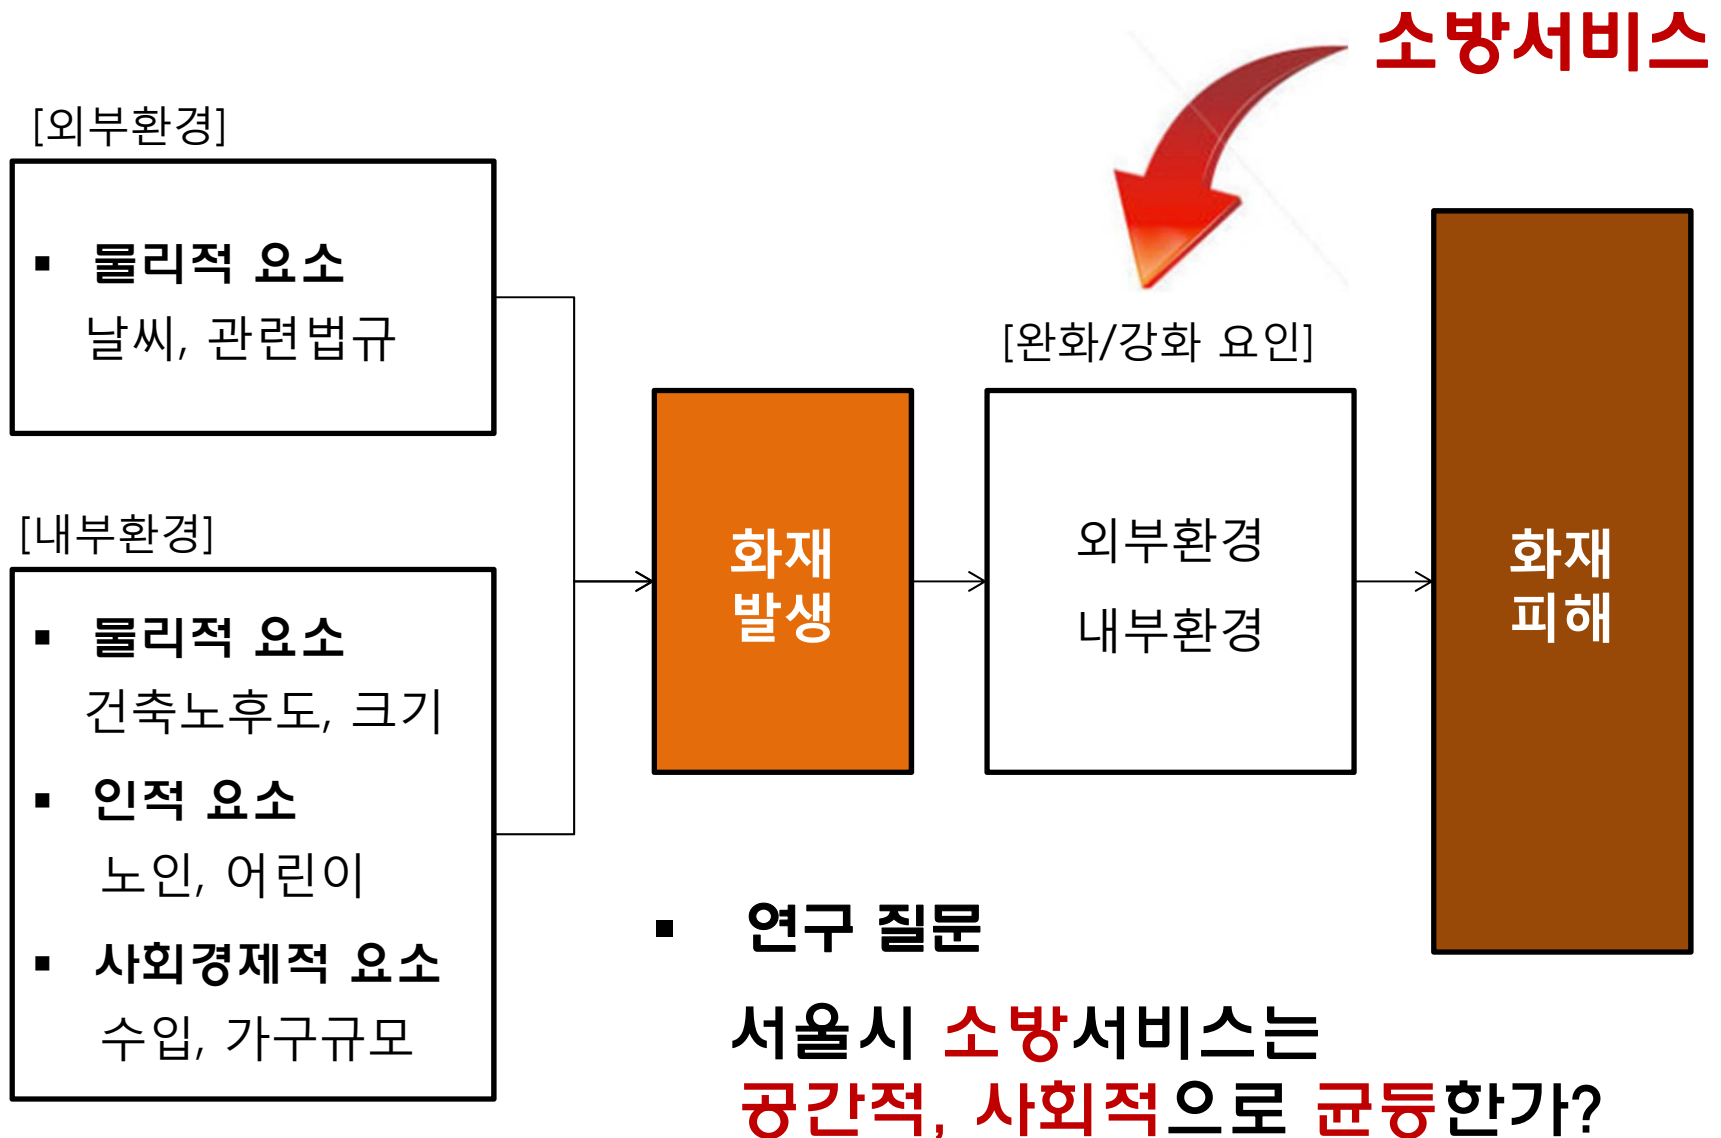 소방서비스
[외부환경]
▪ 물리적 요소
날씨, 관련법규
[내부환경]
▪ 물리적 요소
건축노후도, 크기
▪ 인적 요소
노인, 어린이
▪ 사회경제적 요소
수입, 가구규모
화재
발생
[완화/강화 요인]
외부환경
내부환경
화재
피해
▪ 연구 질문
서울시 소방서비스는
공간적, 사회적으로 균등한가?